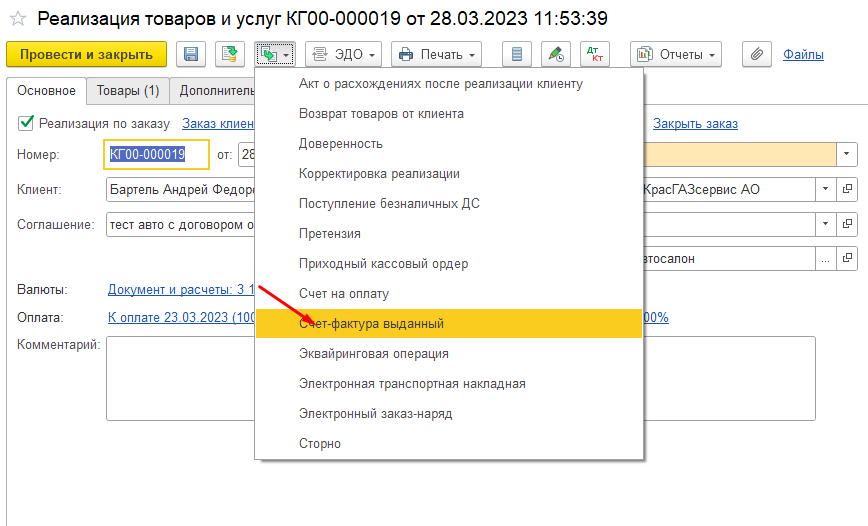 Реализация товаров и услуг КГ00-000019 от 28.03.2023 11:53:39
Провести и закрыть ЭДО Печать Дт Кт Отчеты Файлы
Основное Товары (1) Дополнитель
Реализация по заказу Заказ клиен Закрыть заказ
Номер: КГ00-000019 от: 28
Клиент: Бартель Андрей Федоро КрасГАЗсервис АО
Соглашение: тест авто с договором о
втосалон
Валюты: Документ и расчеты: 3 1
Оплата: К оплате 23.03.2023 (100 00%
Комментарий:
Акт о расхождениях после реализации клиенту
Возврат товаров от клиента
Доверенность
Корректировка реализации
Поступление безналичных ДС
Претензия
Приходный кассовый ордер
Счет на оплату
Счет-фактура выданный
Эквайринговая операция
Электронная транспортная накладная
Электронный заказ-наряд
Сторно